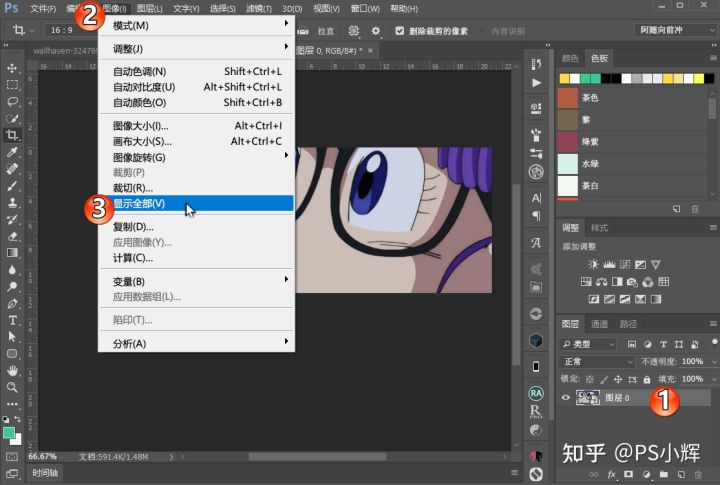 Ps 文件(F) 编辑 图像(I) 图层(L) 文字(Y) 选择(S) 滤镜(T) 3D(D) 视图(V) 窗口(W) 帮助(H)
2
16 : 9
拉直
删除裁剪的像素
内容识别
阿随向前冲
wallhaven-32476
图层 0, RGB/8#) * ×
模式(M)
调整(J)
自动色调(N) Shift+Ctrl+L
自动对比度(U) Alt+Shift+Ctrl+L
自动颜色(O) Shift+Ctrl+B
图像大小(I)... Alt+Ctrl+I
画布大小(S)... Alt+Ctrl+C
图像旋转(G)
裁剪(P)
裁切(R)...
3
显示全部(V)
复制(D)...
应用图像(Y)...
计算(C)...
变量(B)
应用数据组(L)...
陷印(T)...
分析(A)
颜色 色板
茶色
黎
绛紫
水绿
茶白
调整 样式
添加调整
图层 通道 路径
类型
正常 不透明度: 100%
锁定: 填充: 100%
图层 0
1
RA
R
PRO
66.67% 文档:591.4K/1.48M
时间轴
知乎 @PS小辉